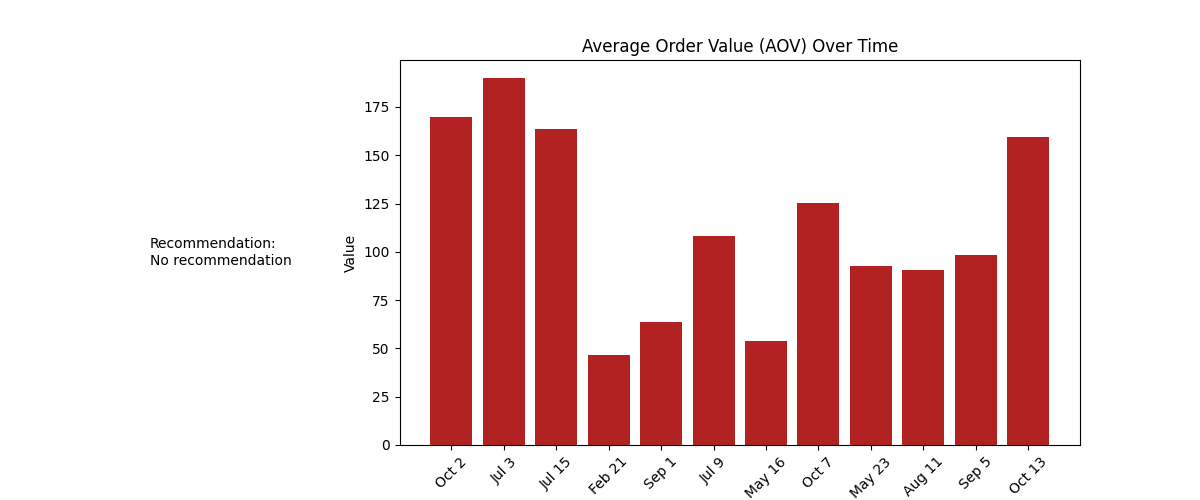 Average Order Value (AOV) Over Time
Recommendation:
No recommendation
Value
175
150
125
100
75
50
25
0
Oct 2
Jul 3
Jul 15
Feb 21
Sep 1
Jul 9
May 16
Oct 7
May 23
Aug 11
Sep 5
Oct 13